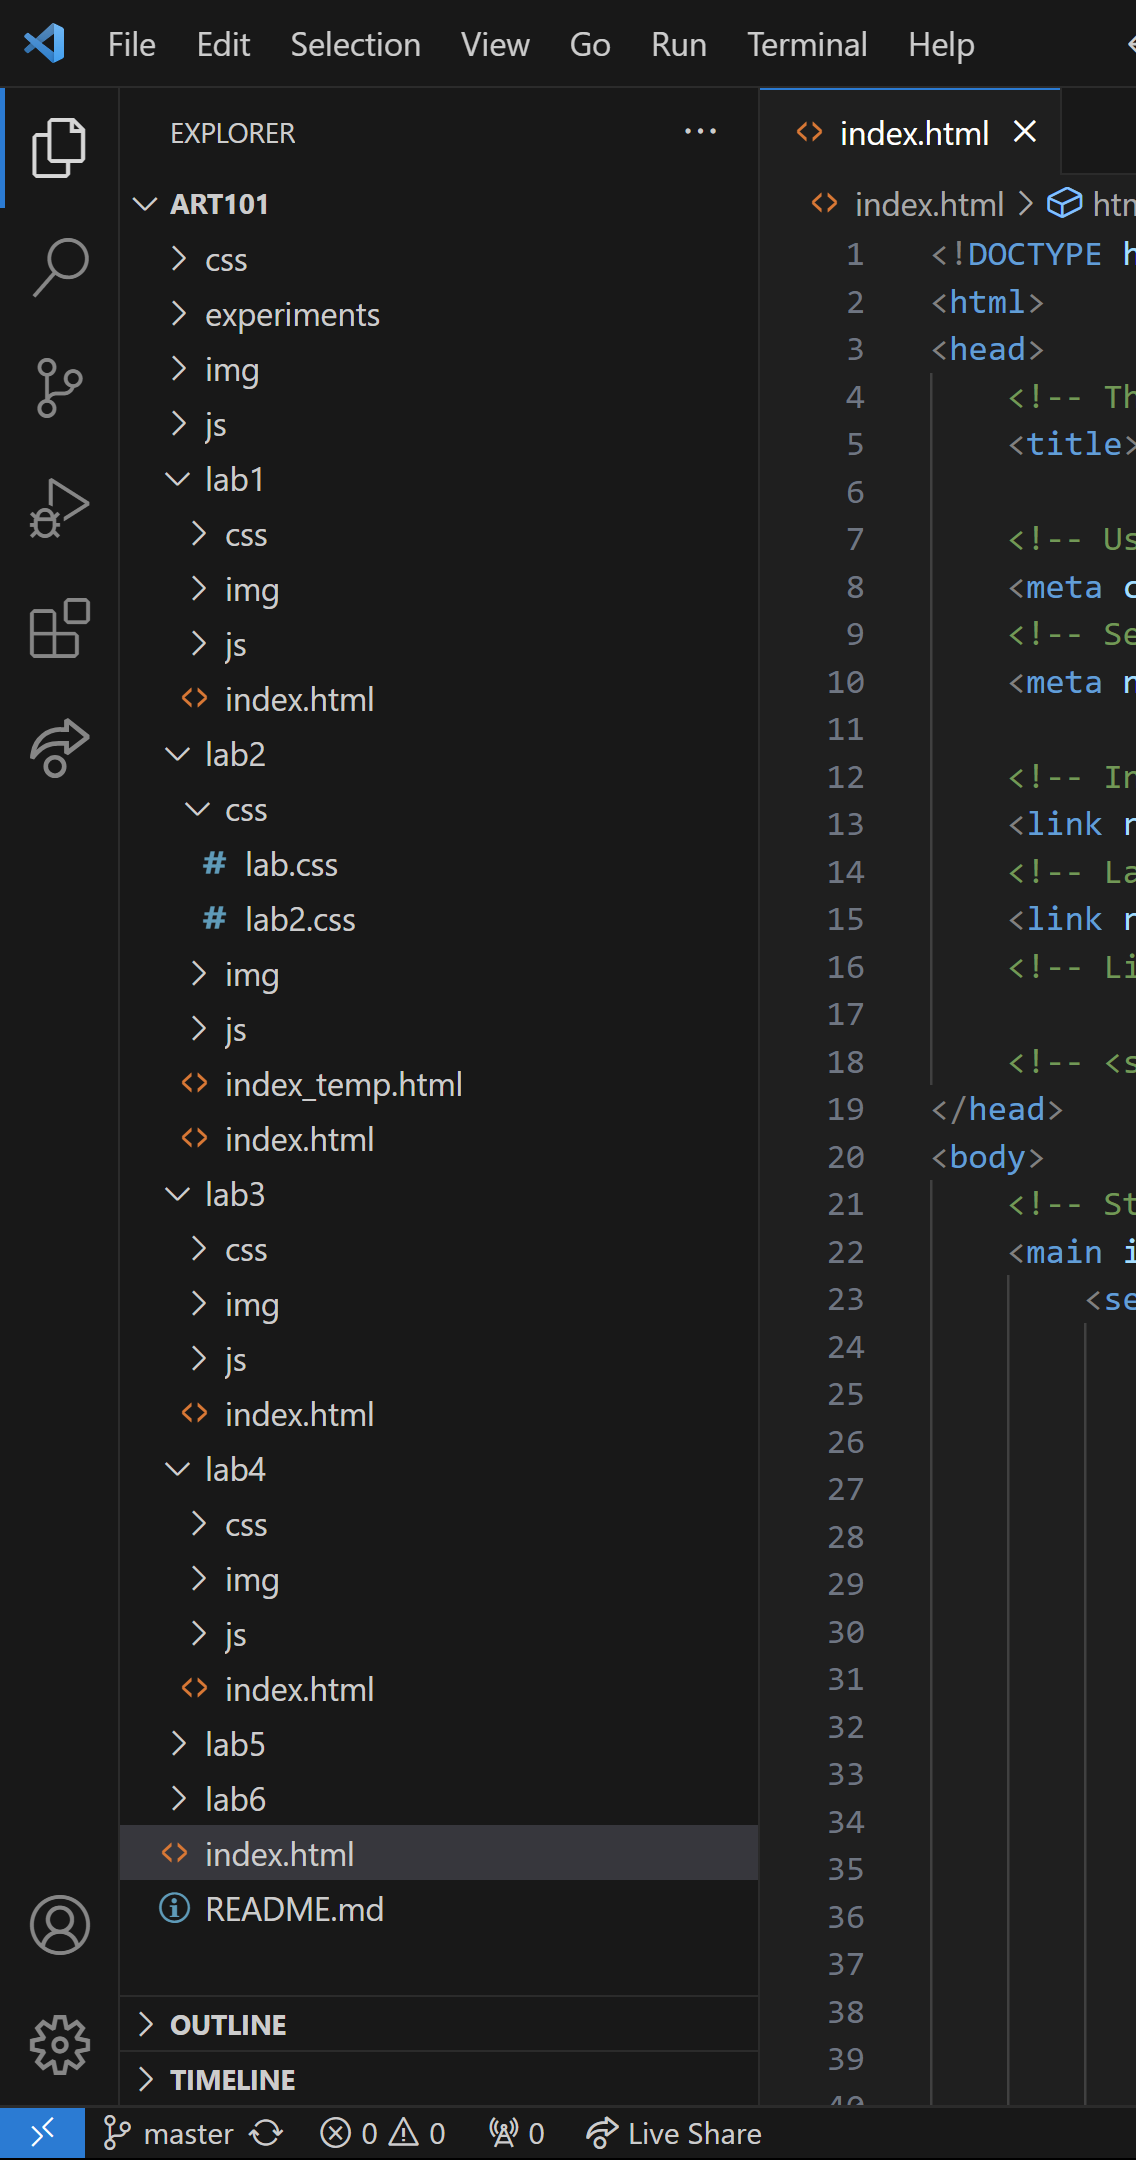 File Edit Selection View Go Run Terminal Help
EXPLORER ...
ART101
css
experiments
img
js
lab1
css
img
js
index.html
lab2
css
# lab.css
# lab2.css
img
js
index_temp.html
index.html
lab3
css
img
js
index.html
lab4
css
img
js
index.html
lab5
lab6
index.html
README.md
OUTLINE
TIMELINE
index.html
index.html > htm
1 <!DOCTYPE h
2 <html>
3 <head>
4 <!-- Th
5 <title>
6
7 <!-- Us
8 <meta c
9 <!-- Se
10 <meta n
11
12 <!-- In
13 <link r
14 <!-- La
15 <link r
16 <!-- Li
17
18 <!-- <s
19 </head>
20 <body>
21 <!-- St
22 <main i
23 <se
24
25
26
27
28
29
30
31
32
33
34
35
36
37
38
39
40
master 0 0 0 Live Share